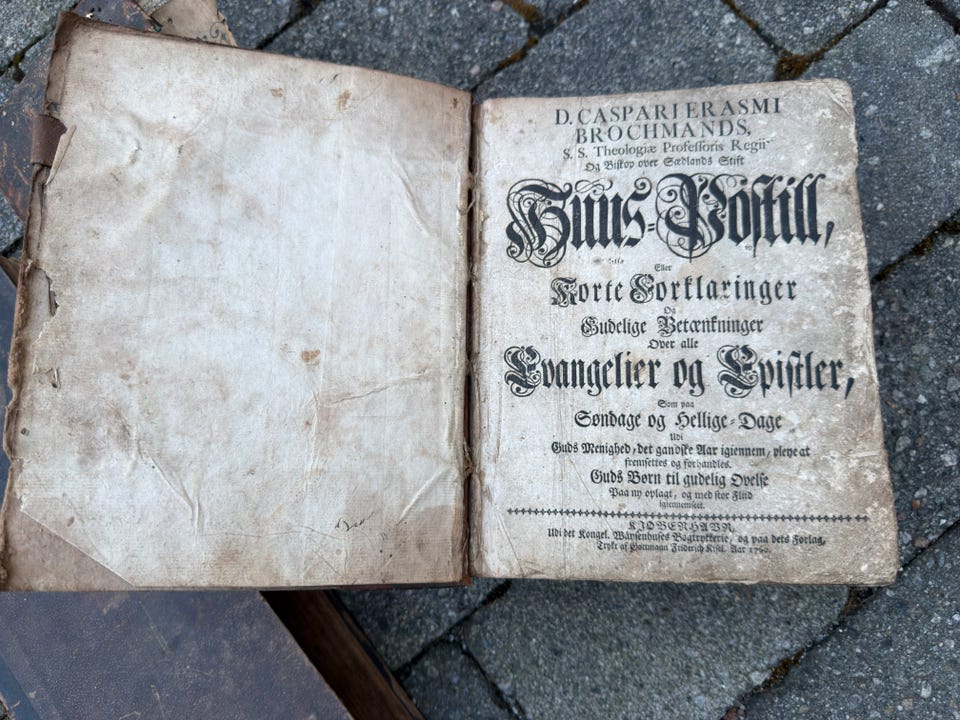 D. CASPARI ERASMI
BROCHMANDS,
S. S. Theologiæ Professoris Regii
Og Biskop over Sædlands Stift
Huus-Postill,
Eller
Korte Forklaringer
Og
Gudelige Betænkninger
Over alle
Evangelier og Epistler,
Som paa
Søndage og Hellige-Dage
Udi
Guds Menighed, det gandske Aar igiennem, pleye at
fremsettes og forhandles.
Guds Børn til gudelig Øvelse
Paa ny oplagt, og med stor Fliid
igiennemseet.
KIØBENHAVN,
Udi det Kongel. Wäysenhuses Bogtrykkerie, og paa dets Forlag,
Trykt af Gottmann Friderich Kisel. Aar 1760.